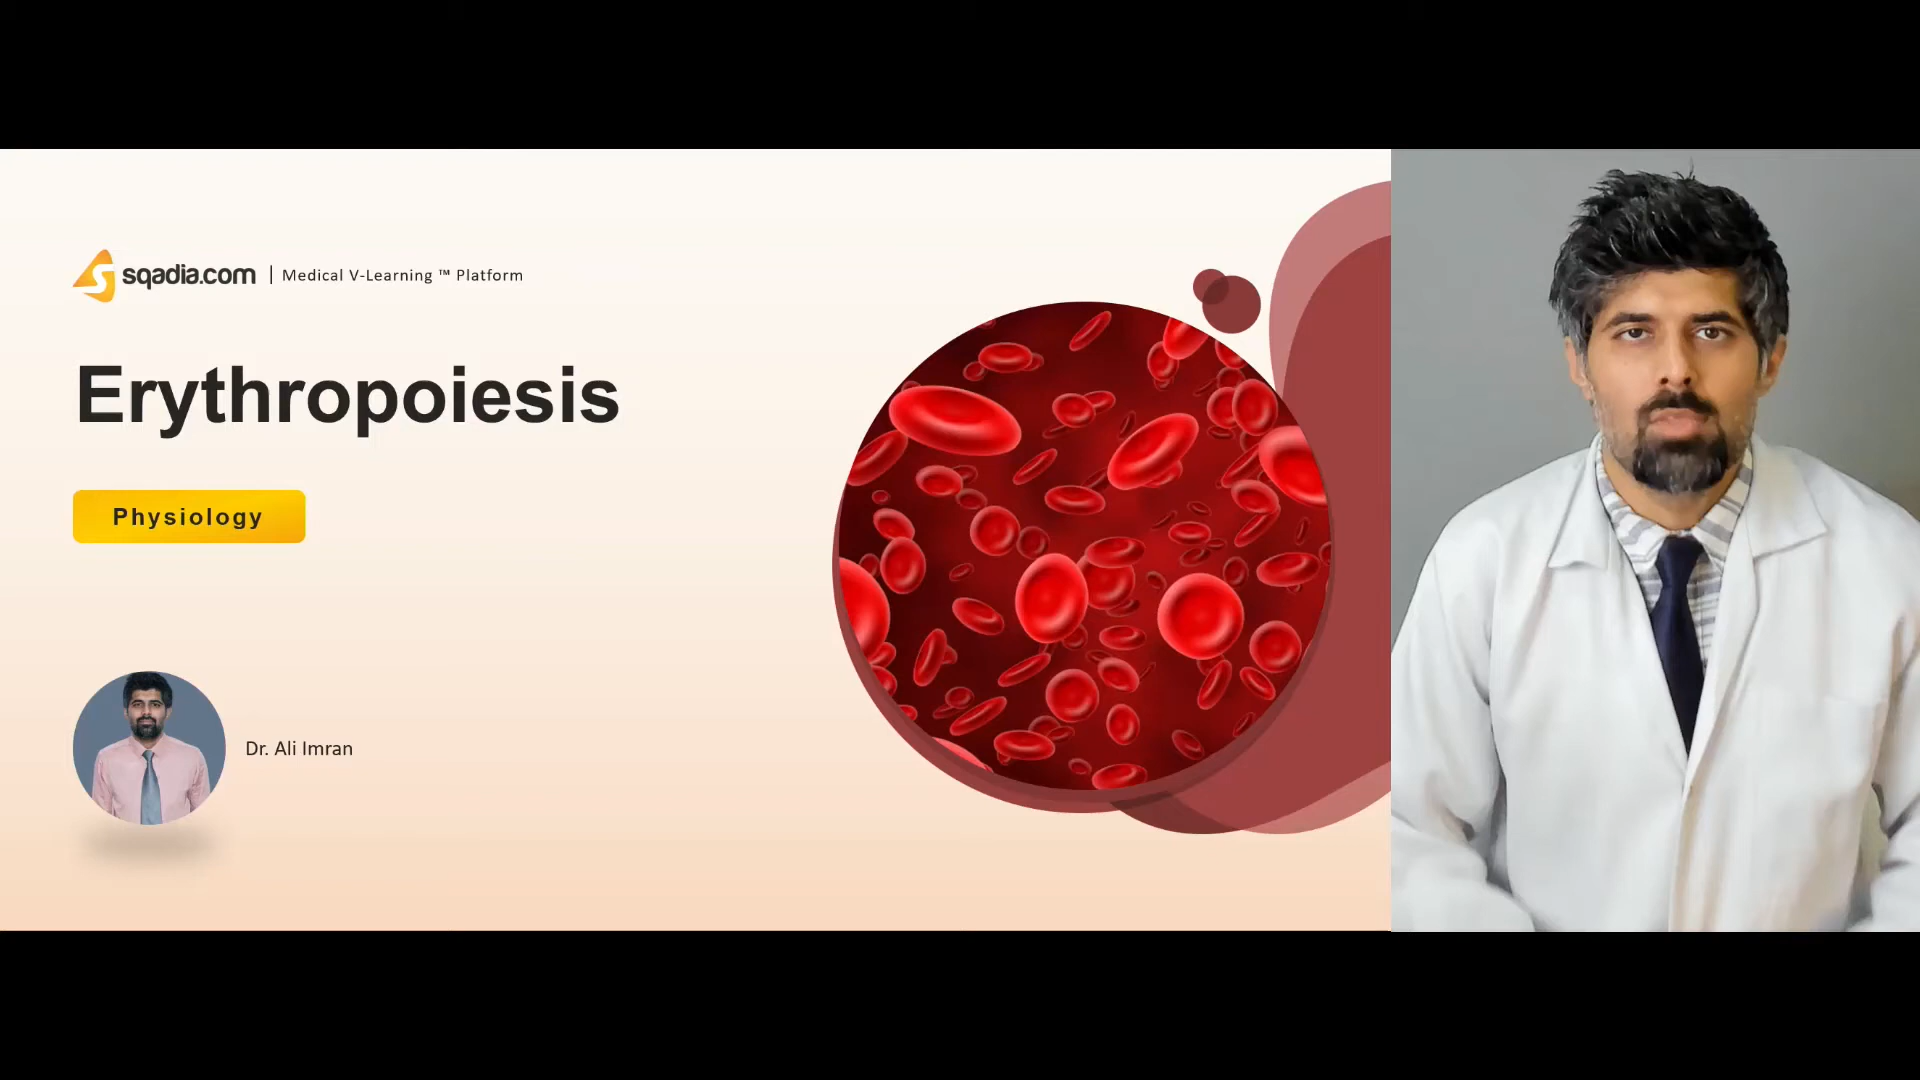 sqadia.com | Medical V-Learning ™ Platform
Erythropoiesis
Physiology
Dr. Ali Imran